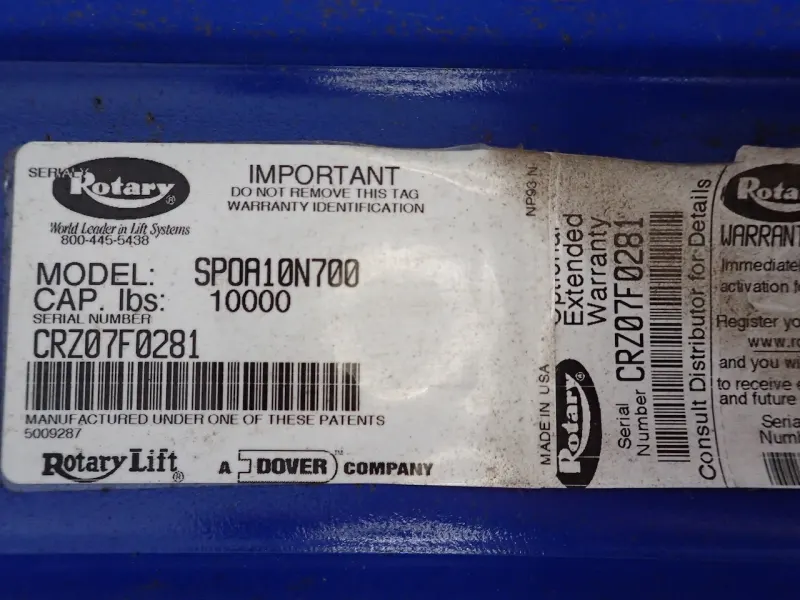 SERIAL
Rotary®
World Leader in Lift Systems
800-445-5438
IMPORTANT
DO NOT REMOVE THIS TAG
WARRANTY IDENTIFICATION
MODEL: SPOA10N700
CAP. lbs: 10000
SERIAL NUMBER
CRZ07F0281
MANUFACTURED UNDER ONE OF THESE PATENTS
5009287
ROTARY LIFT®
A DOVER™ COMPANY
NP93 N
MADE IN USA
Optional
Extended
Warranty
Rotary®
Serial
Number CRZ07F0281
Consult Distributor for Details
Rota
WARRANT
Immediatel
activation f
Register yo
www.ro
and you wi
to receive
and future
Seria
Numb